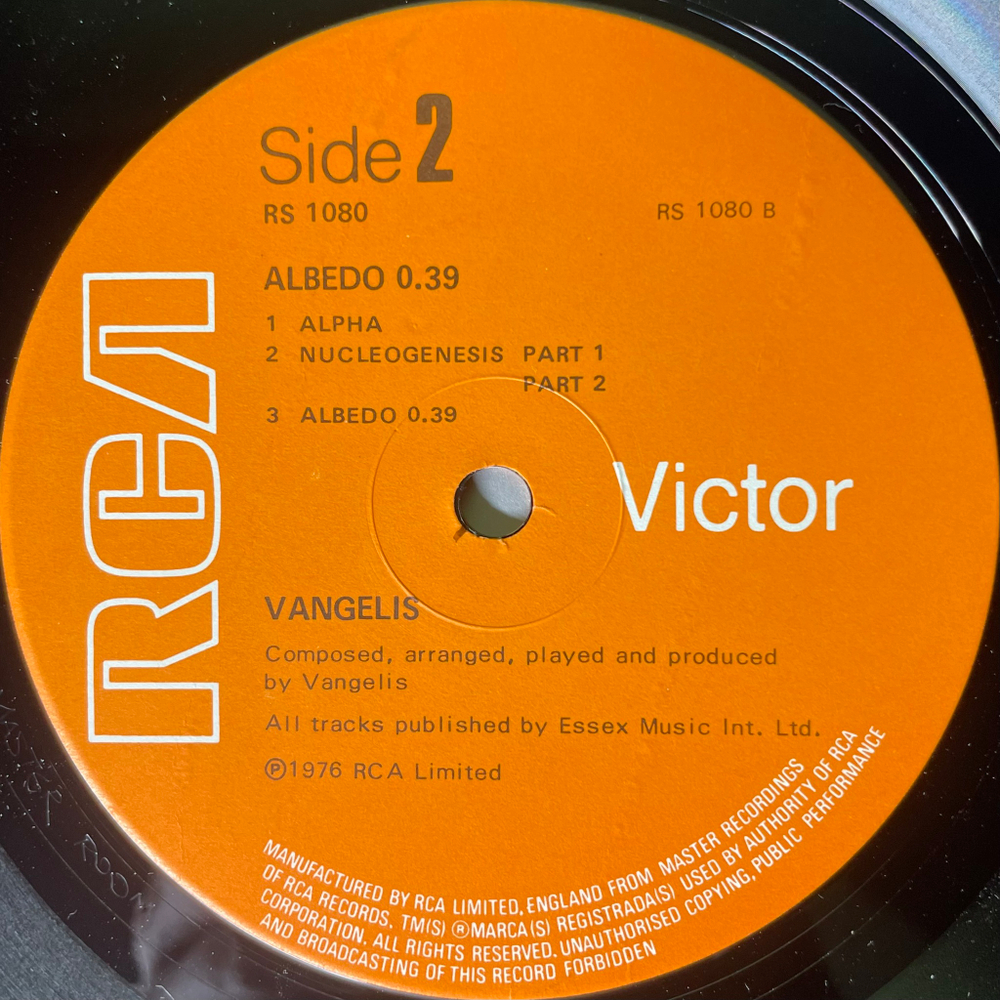 Side 2
RS 1080
RS 1080 B
ALBEDO 0.39
1 ALPHA
2 NUCLEOGENESIS PART 1
PART 2
3 ALBEDO 0.39
RCA
Victor
VANGELIS
Composed, arranged, played and produced
by Vangelis
All tracks published by Essex Music Int. Ltd.
Ⓟ1976 RCA Limited
MANUFACTURED BY RCA LIMITED, ENGLAND FROM MASTER RECORDINGS
OF RCA RECORDS. TM(S) ®MARCA(S) REGISTRADA(S) USED BY AUTHORITY OF RCA
CORPORATION. ALL RIGHTS RESERVED. UNAUTHORISED COPYING, PUBLIC PERFORMANCE
AND BROADCASTING OF THIS RECORD FORBIDDEN
MASTER ROOM